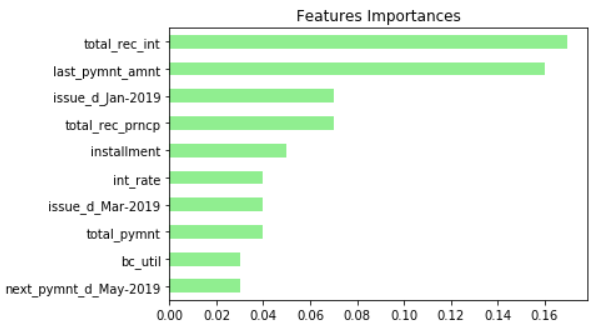 Features Importances
total_rec_int
last_pymnt_amnt
issue_d_Jan-2019
total_rec_prncp
installment
int_rate
issue_d_Mar-2019
total_pymnt
bc_util
next_pymnt_d_May-2019
0.00 0.02 0.04 0.06 0.08 0.10 0.12 0.14 0.16